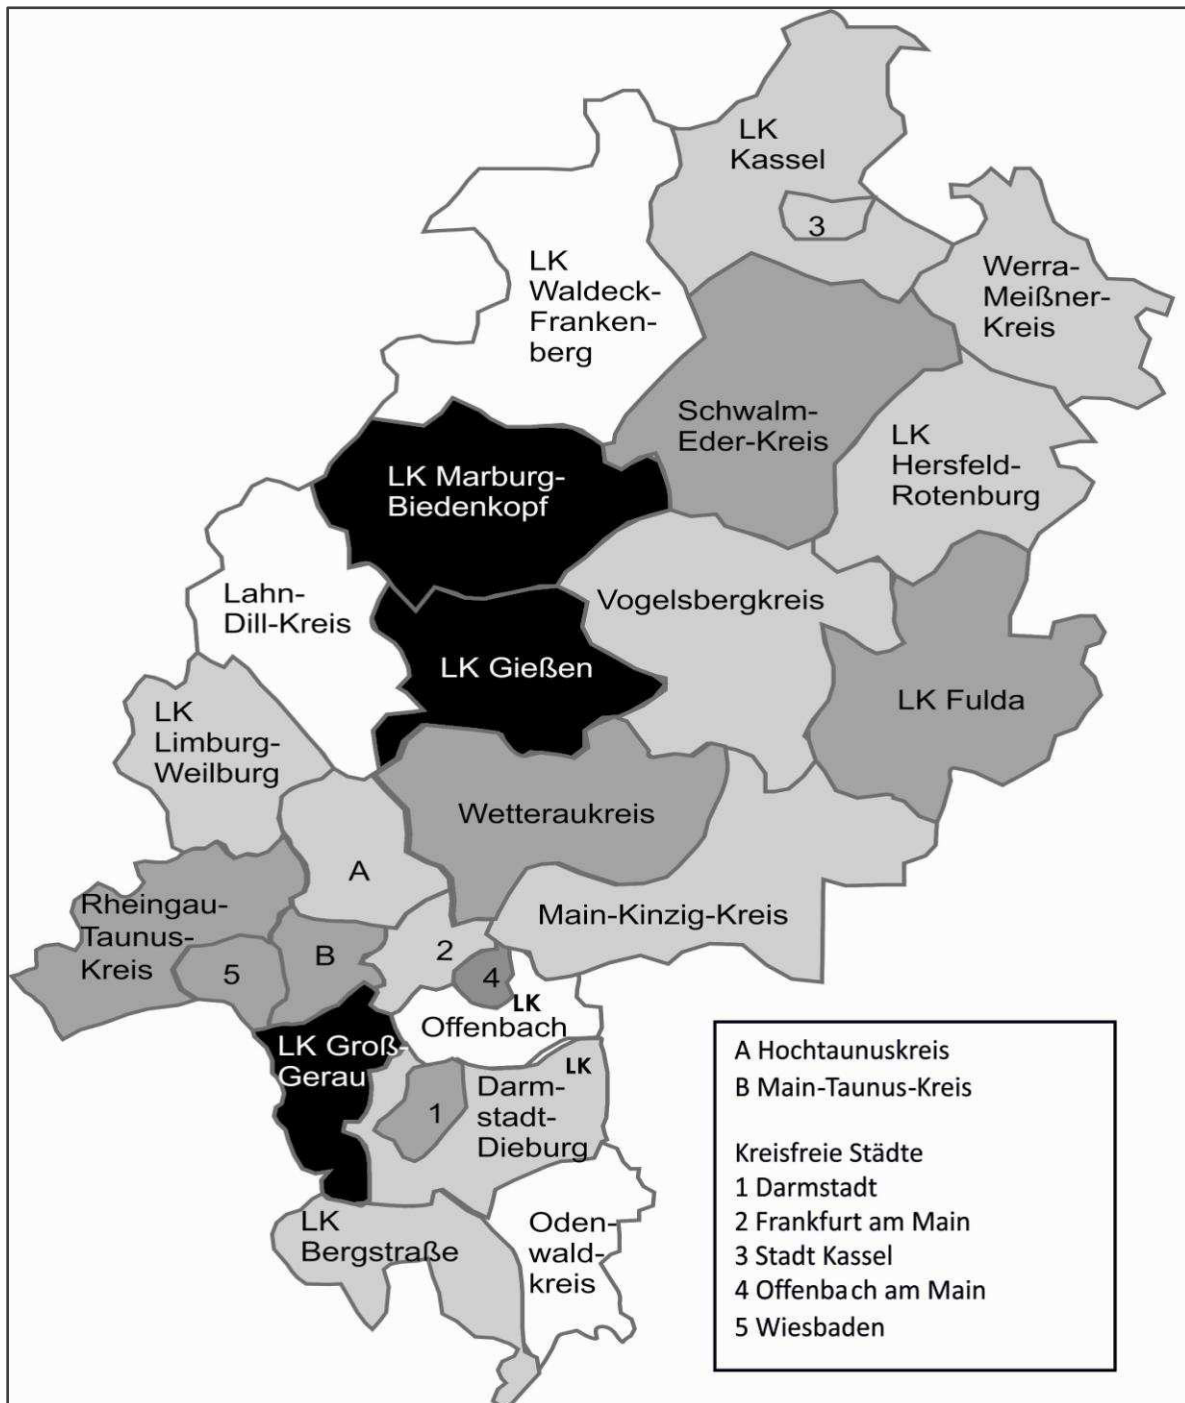 LK
Kassel
3
LK
Waldeck-
Franken-
berg
Werra-
Meißner-
Kreis
Schwalm-
Eder-Kreis
LK
Hersfeld-
Rotenburg
LK Marburg-
Biedenkopf
Lahn-
Dill-Kreis
Vogelsbergkreis
LK Gießen
LK Fulda
LK
Limburg-
Weilburg
Wetteraukreis
A
Rheingau-
Taunus-
Kreis
Main-Kinzig-Kreis
B
2
5
4
LK
Offenbach
LK Groß-
Gerau
LK
Darm-
stadt-
Dieburg
1
LK
Bergstraße
Oden-
wald-
kreis
A Hochtaunuskreis
B Main-Taunus-Kreis
Kreisfreie Städte
1 Darmstadt
2 Frankfurt am Main
3 Stadt Kassel
4 Offenbach am Main
5 Wiesbaden